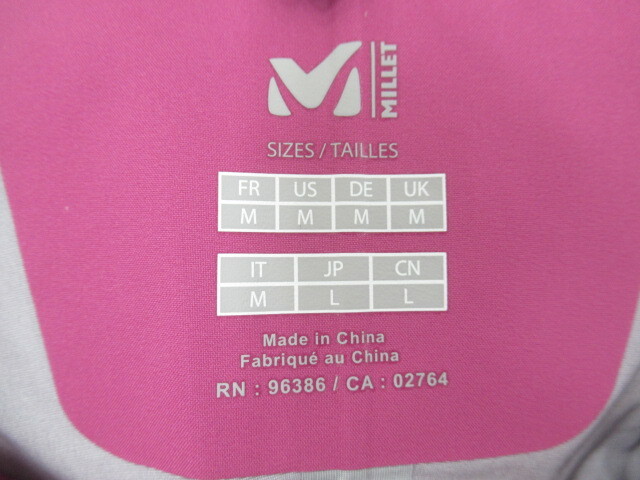 MILLET
SIZES / TAILLES
FR US DE UK
M M M M
IT JP CN
M L L
Made in China
Fabriqué au China
RN : 96386 / CA : 02764